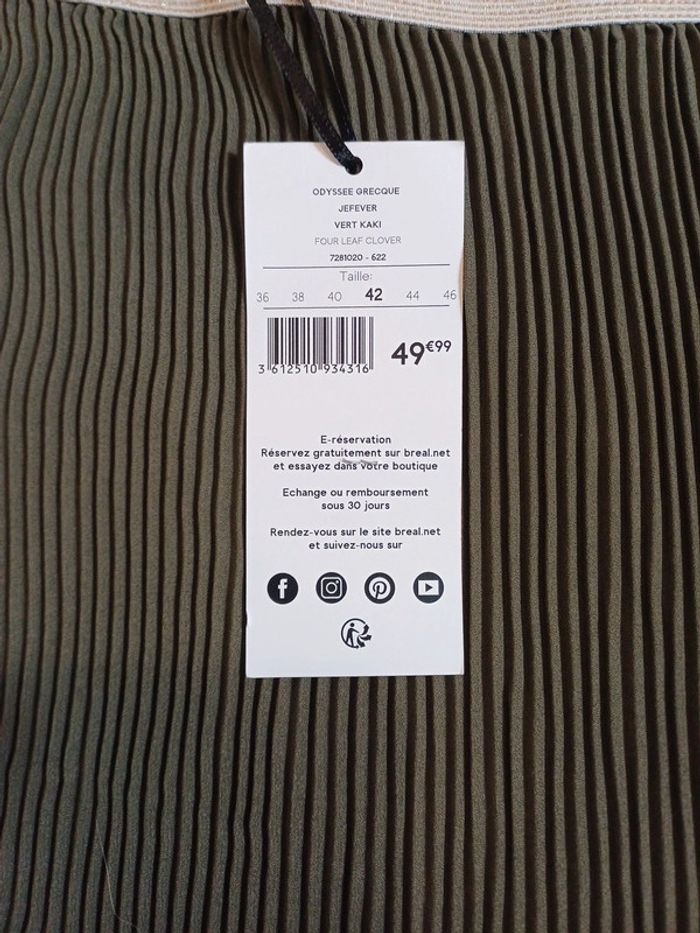 ODYSSEE GRECQUE
JEFEVER
VERT KAKI
FOUR LEAF CLOVER
7281020 - 622
Taille:
36 38 40 42 44 46
3 612510 934316
49€99
E-réservation
Réservez gratuitement sur breal.net
et essayez dans votre boutique
Echange ou remboursement
sous 30 jours
Rendez-vous sur le site breal.net
et suivez-nous sur